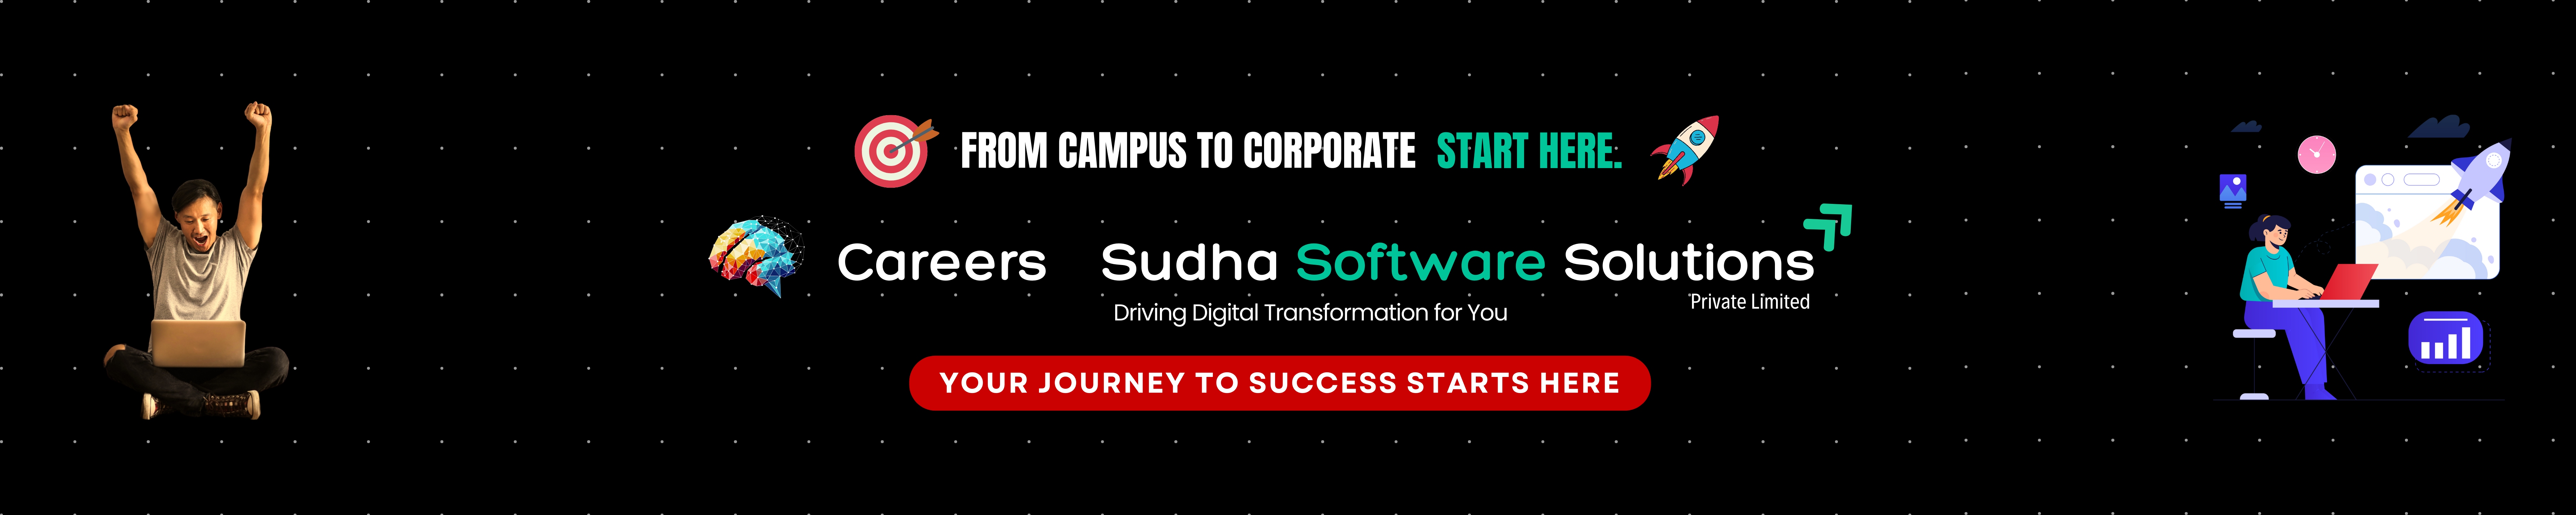 FROM CAMPUS TO CORPORATE START HERE.
Careers Sudha Software Solutions
Private Limited
Driving Digital Transformation for You
YOUR JOURNEY TO SUCCESS STARTS HERE